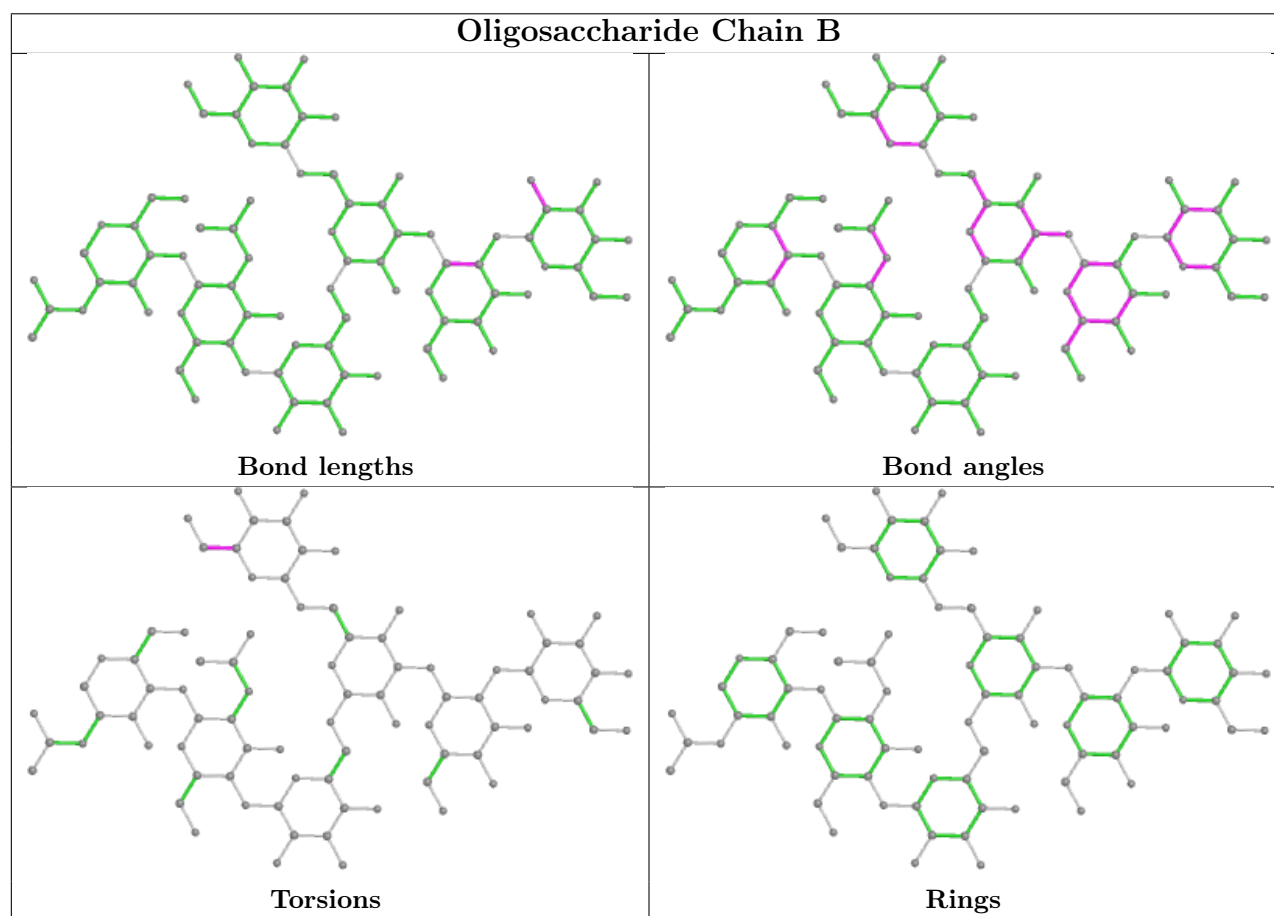 Oligosaccharide Chain B
Bond lengths
Bond angles
Torsions
Rings